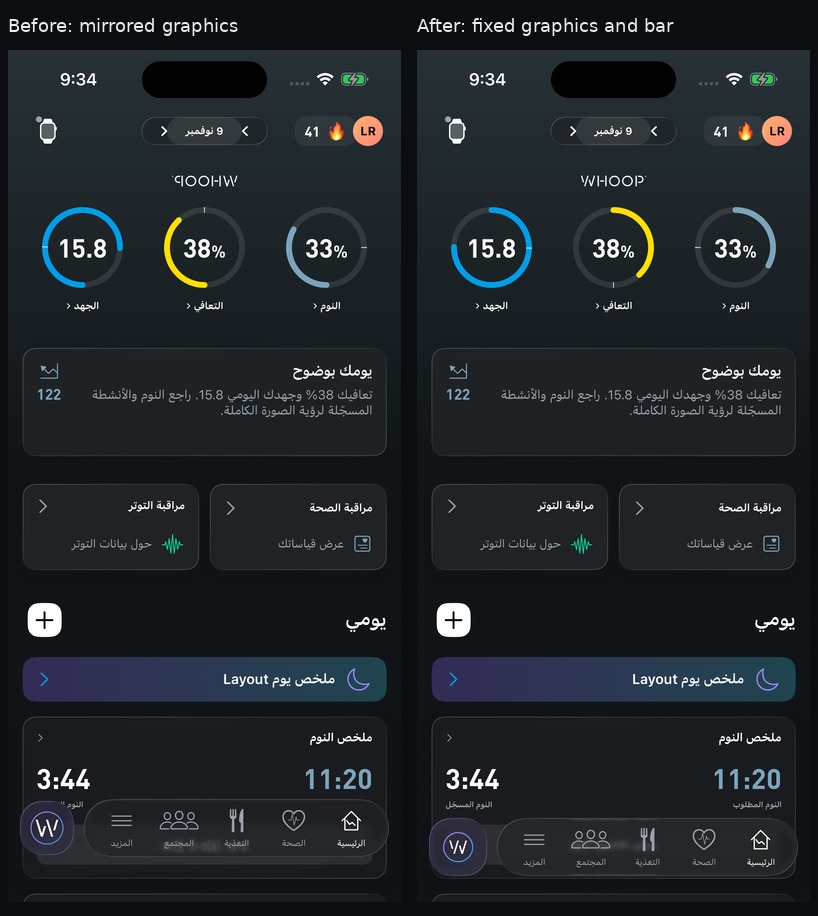 Before: mirrored graphics
9:34
41
LR
9 نوفمبر
WHOOP
15.8
38%
33%
الجهد
التعافي
النوم
يومك بوضوح
122
تعافيك 38% وجهدك اليومي 15.8. راجع النوم والأنشطة
المسجّلة لرؤية الصورة الكاملة.
مراقبة الصحة
عرض قياساتك
مراقبة التوتر
حول بيانات التوتر
يومي
ملخص يوم Layout
ملخص النوم
11:20
3:44
النوم
الرئيسية
الصحة
التغذية
المجتمع
المزيد
After: fixed graphics and bar
9:34
41
LR
9 نوفمبر
WHOOP
15.8
38%
33%
الجهد
التعافي
النوم
يومك بوضوح
122
تعافيك 38% وجهدك اليومي 15.8. راجع النوم والأنشطة
المسجّلة لرؤية الصورة الكاملة.
مراقبة الصحة
عرض قياساتك
مراقبة التوتر
حول بيانات التوتر
يومي
ملخص يوم Layout
ملخص النوم
11:20
3:44
النوم المطلوب
النوم المسجّل
الرئيسية
الصحة
التغذية
المجتمع
المزيد